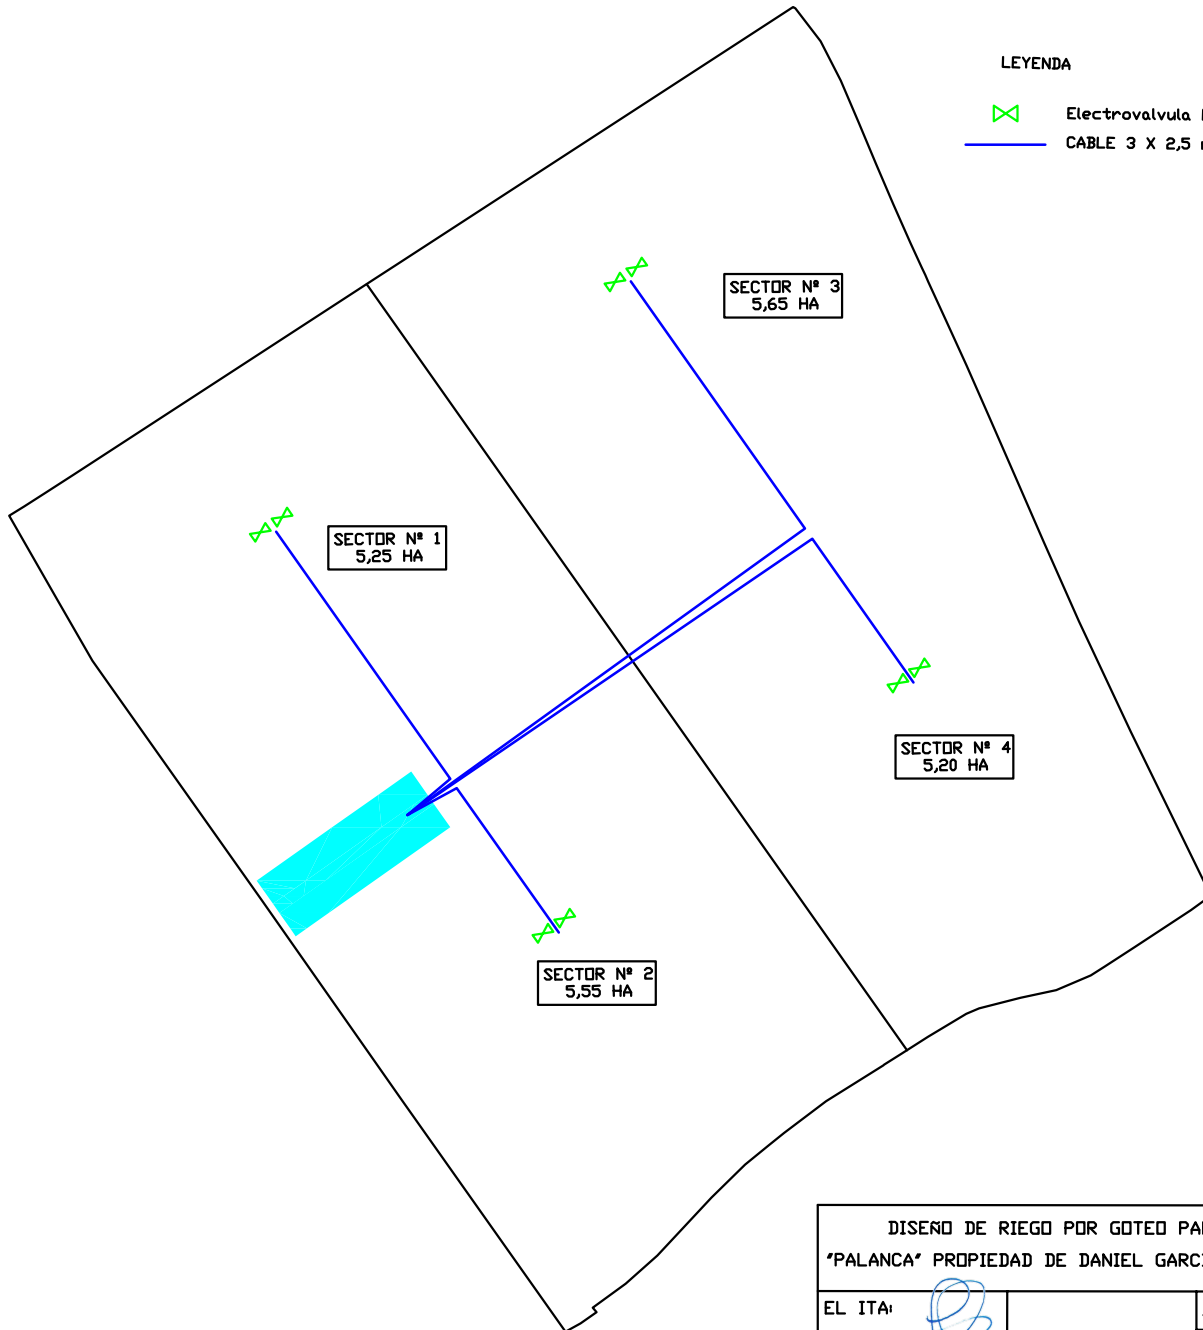 LEYENDA
Electrovalvula
CABLE 3 X 2,5
SECTOR Nº 3
5,65 HA
SECTOR Nº 1
5,25 HA
SECTOR Nº 4
5,20 HA
SECTOR Nº 2
5,55 HA
DISEÑO DE RIEGO POR GOTEO
"PALANCA" PROPIEDAD DE DANIEL
EL ITA: